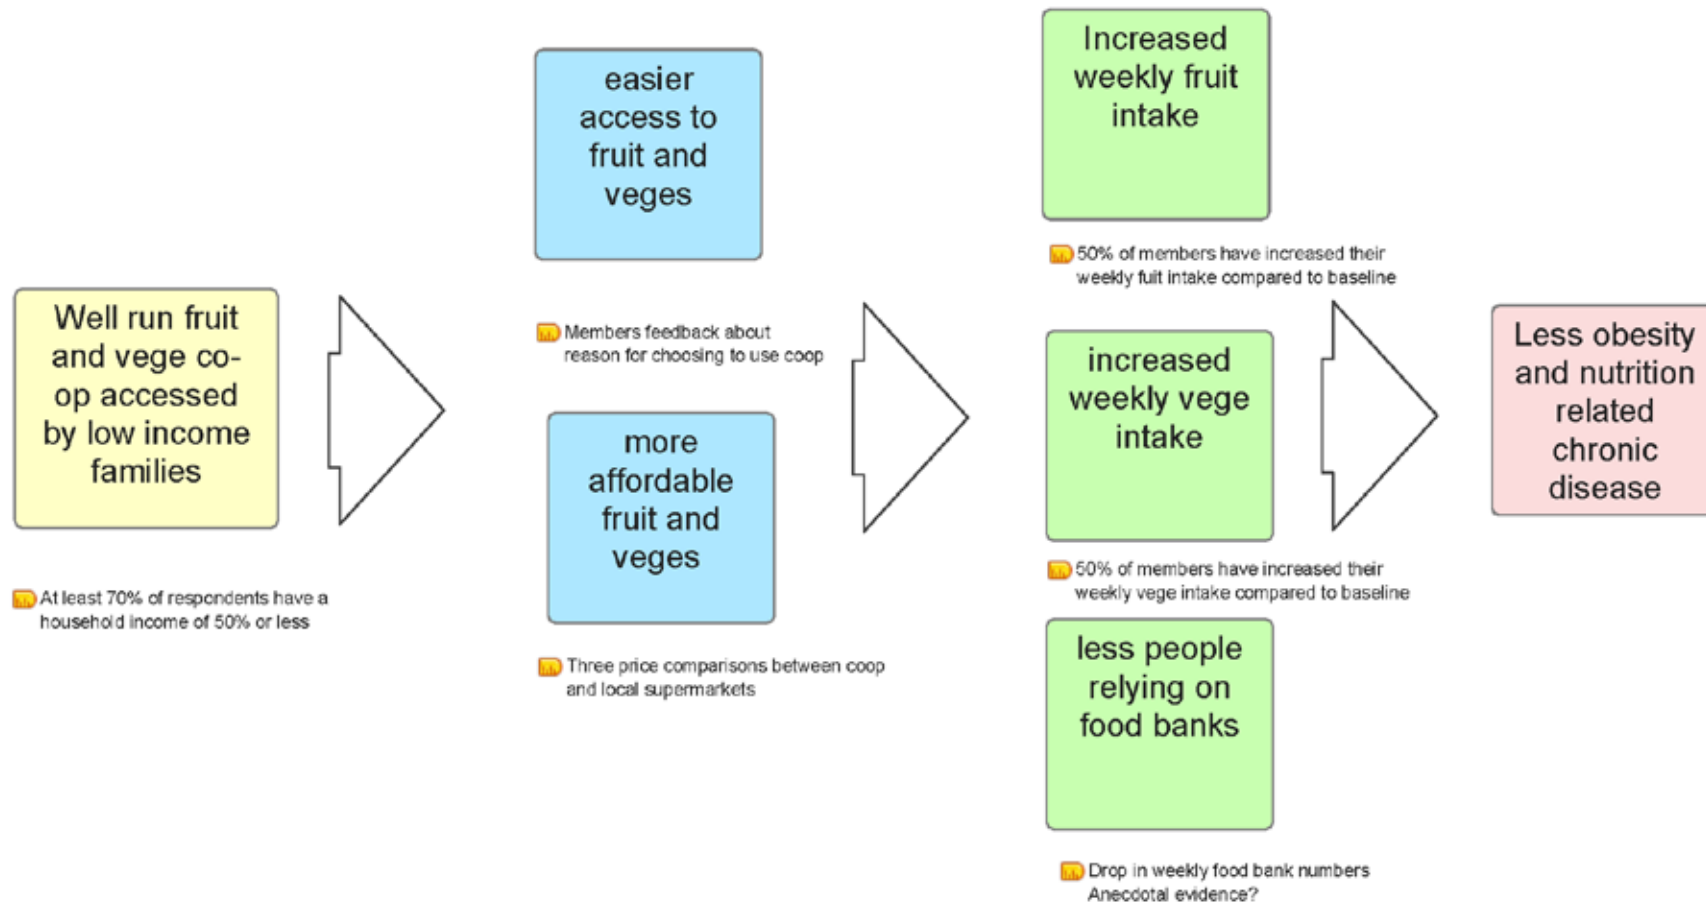 Well run fruit
and vege co-
op accessed
by low income
families
At least 70% of respondents have a
household income of 50% or less
easier
access to
fruit and
veges
Members feedback about
reason for choosing to use coop
more
affordable
fruit and
veges
Three price comparisons between coop
and local supermarkets
Increased
weekly fruit
intake
50% of members have increased their
weekly fuit intake compared to baseline
increased
weekly vege
intake
50% of members have increased their
weekly vege intake compared to baseline
less people
relying on
food banks
Drop in weekly food bank numbers
Anecdotal evidence?
Less obesity
and nutrition
related
chronic
disease